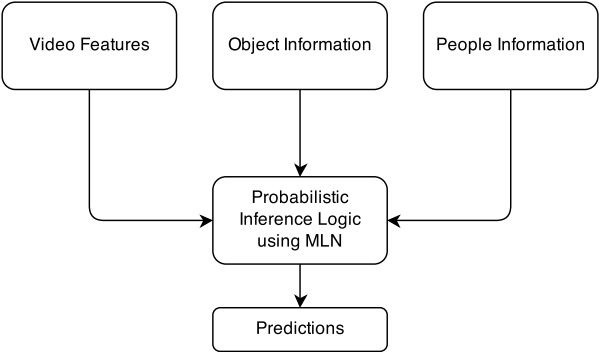 Video Features
Object Information
People Information
Probabilistic
Inference Logic
using MLN
Predictions